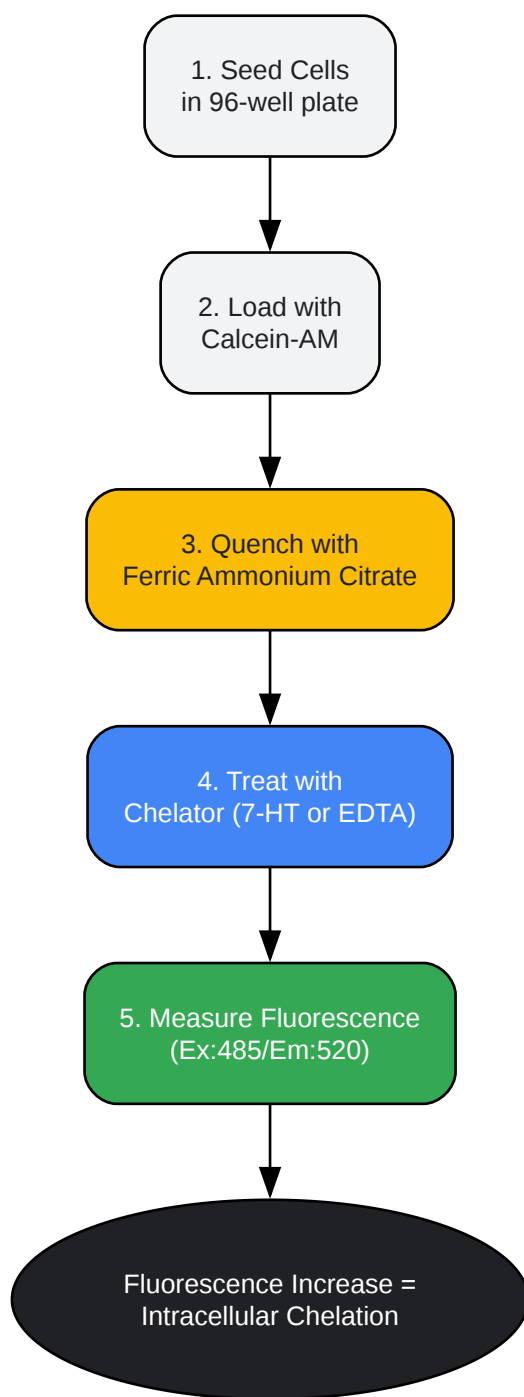 1. Seed Cells
in 96-well plate
2. Load with
Calcein-AM
3. Quench with
Ferric Ammonium Citrate
4. Treat with
Chelator (7-HT or EDTA)
5. Measure Fluorescence
(Ex:485/Em:520)
Fluorescence Increase =
Intracellular Chelation